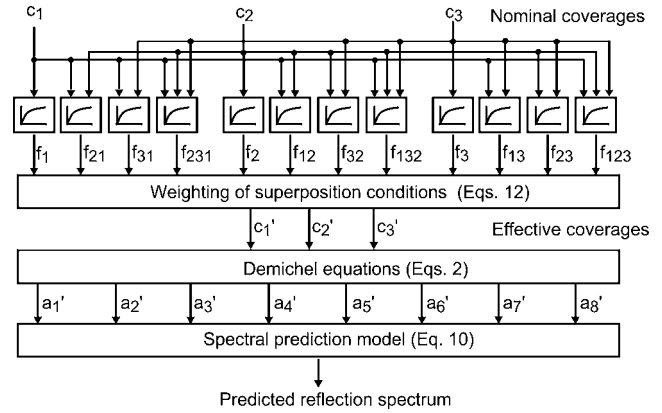 c1 c2 c3 Nominal coverages
f1 f21 f31 f231 f2 f12 f32 f132 f3 f13 f23 f123
Weighting of superposition conditions (Eqs. 12)
c1' c2' c3' Effective coverages
Demichel equations (Eqs. 2)
a1' a2' a3' a4' a5' a6' a7' a8'
Spectral prediction model (Eq. 10)
Predicted reflection spectrum